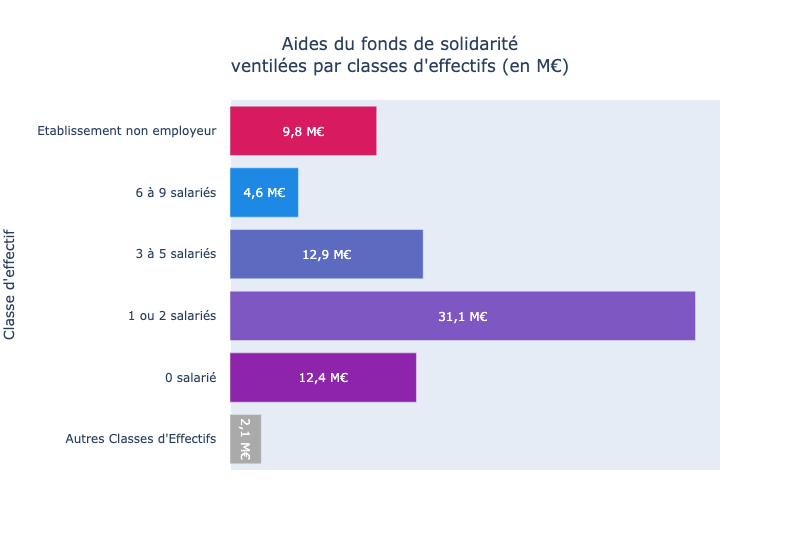 Aides du fonds de solidarité
ventilées par classes d'effectifs (en M€)
Classe d'effectif
Etablissement non employeur
9,8 M€
6 à 9 salariés
4,6 M€
3 à 5 salariés
12,9 M€
1 ou 2 salariés
31,1 M€
0 salarié
12,4 M€
Autres Classes d'Effectifs
2,1 M€